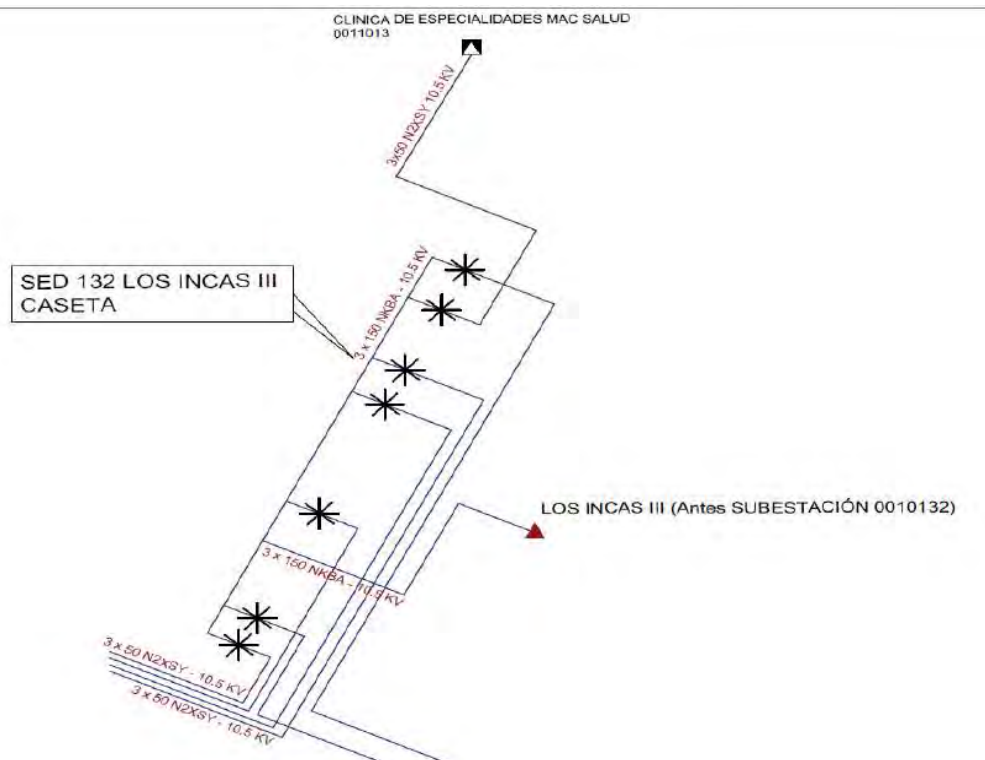 CLINICA DE ESPECIALIDADES MAC SALUD
0011013
3x50 N2XSY 10.5 KV
SED 132 LOS INCAS III
CASETA
3 x 150 NKBA - 10.5 KV
LOS INCAS III (Antes SUBESTACIÓN 0010132)
3 x 150 NKBA - 10.5 KV
3 x 50 N2XSY - 10.5 KV
3 x 50 N2XSY - 10.5 KV